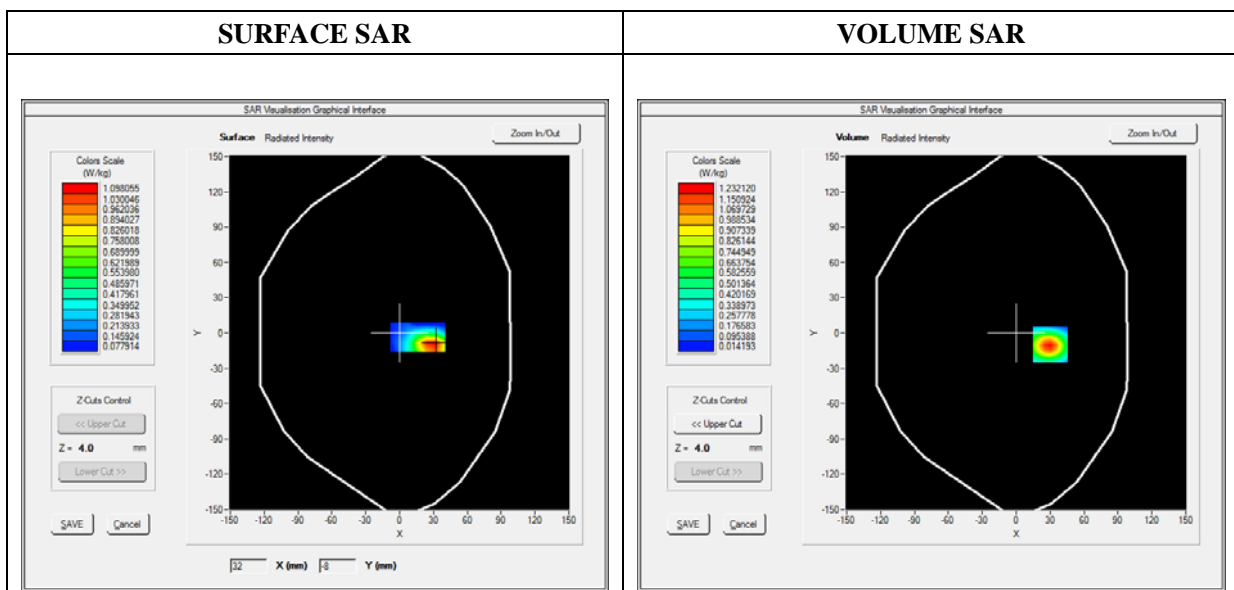 SURFACE SAR
VOLUME SAR
SAR Visualisation Graphical Interface
Surface Radiated Intensity
Zoom In/Out
Colors Scale
(W/kg)
1.098055
1.030046
0.962036
0.894027
0.826018
0.758008
0.689999
0.621989
0.553980
0.485971
0.417961
0.349952
0.281943
0.213933
0.145924
0.077914
Z-Cuts Control
<< Upper Cut
Z = 4.0 mm
Lower Cut >>
SAVE Cancel
150
120
90
60
30
0
-30
-60
-90
-120
-150
Y
-150 -120 -90 -60 -30 0 30 60 90 120 150
X
32 X (mm) -8 Y (mm)
SAR Visualisation Graphical Interface
Volume Radiated Intensity
Zoom In/Out
Colors Scale
(W/kg)
1.232120
1.150924
1.069729
0.988534
0.907339
0.826144
0.744949
0.663754
0.582559
0.501364
0.420169
0.338973
0.257778
0.176583
0.095388
0.014193
Z-Cuts Control
<< Upper Cut
Z = 4.0 mm
Lower Cut >>
SAVE Cancel
150
120
90
60
30
0
-30
-60
-90
-120
-150
Y
-150 -120 -90 -60 -30 0 30 60 90 120 150
X